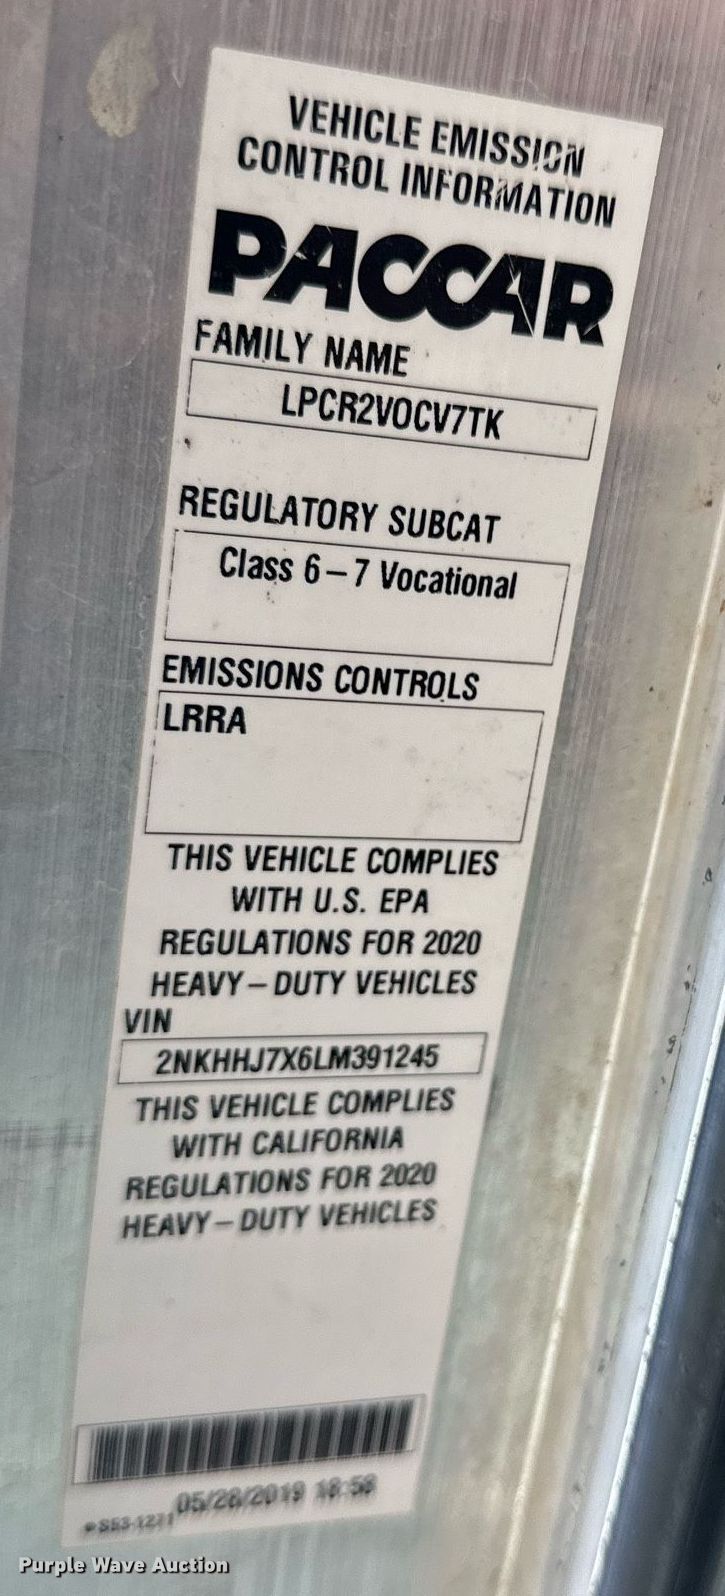 VEHICLE EMISSION
CONTROL INFORMATION
PACCAR
FAMILY NAME
LPCR2VOCV7TK
REGULATORY SUBCAT
Class 6-7 Vocational
EMISSIONS CONTROLS
LRRA
THIS VEHICLE COMPLIES
WITH U.S. EPA
REGULATIONS FOR 2020
HEAVY-DUTY VEHICLES
VIN
2NKHHJ7X6LM391245
THIS VEHICLE COMPLIES
WITH CALIFORNIA
REGULATIONS FOR 2020
HEAVY-DUTY VEHICLES
05/28/2019 18:58
S53-1221
Purple Wave Auction